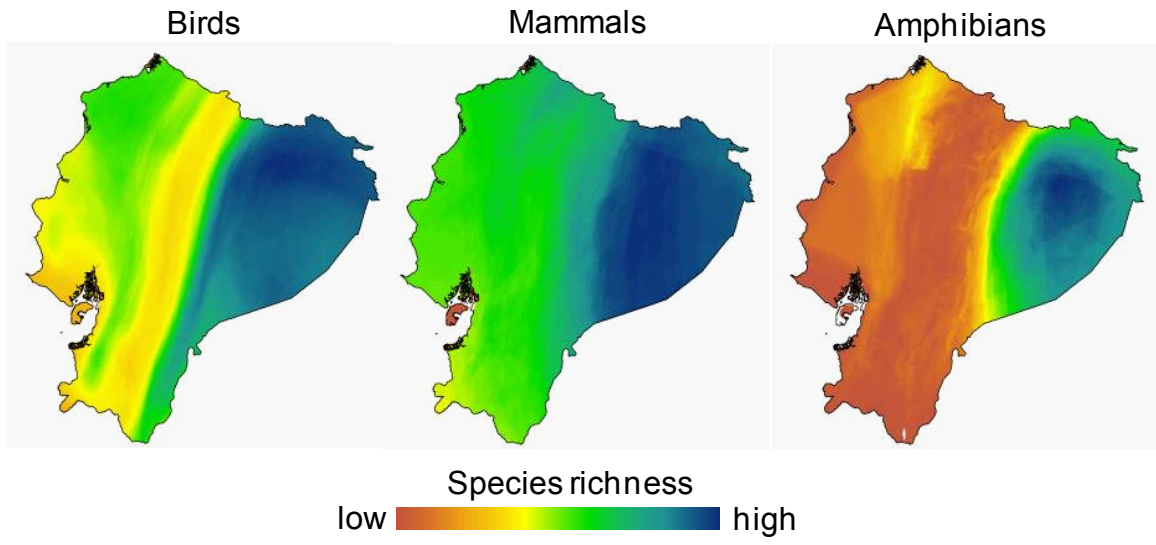 Birds
Mammals
Amphibians
Species richness
low
high